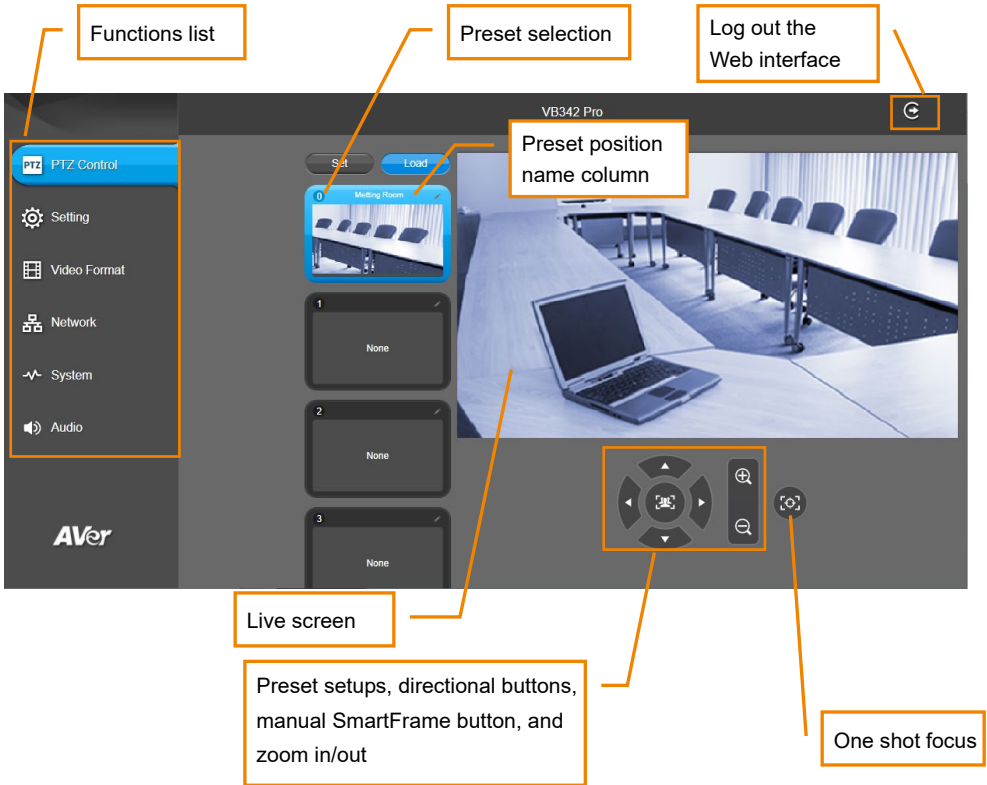 Functions list
Preset selection
Log out the
Web interface
VB342 Pro
Preset position
name column
PTZ PTZ Control
Setting
Video Format
Network
System
Audio
AVer
Set
Load
0 Metting Room
1
None
2
None
3
None
Live screen
Preset setups, directional buttons,
manual SmartFrame button, and
zoom in/out
One shot focus